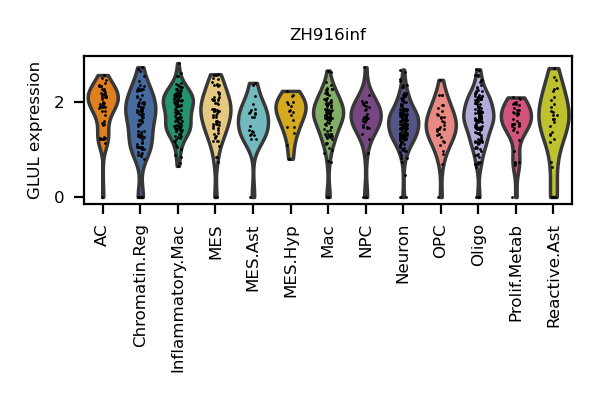 ZH916inf
GLUL expression
2
0
AC
Chromatin.Reg
Inflammatory.Mac
MES
MES.Ast
MES.Hyp
Mac
NPC
Neuron
OPC
Oligo
Prolif.Metab
Reactive.Ast